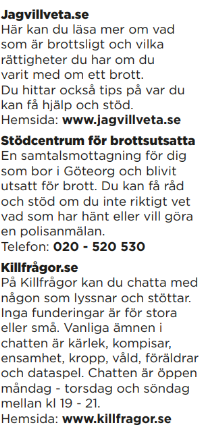 Jagvillveta.se
Här kan du läsa mer om vad
som är brottsligt och vilka
rättigheter du har om du
varit med om ett brott.
Du hittar också tips på var du
kan få hjälp och stöd.
Hemsida: www.jagvillveta.se
Stödcentrum för brottsutsatta
En samtalsmottagning för dig
som bor i Göteorg och blivit
utsatt för brott. Du kan få råd
och stöd om du inte riktigt vet
vad som har hänt eller vill göra
en polisanmälan.
Telefon: 020 - 520 530
Killfrågor.se
På Killfrågor kan du chatta med
någon som lyssnar och stöttar.
Inga funderingar är för stora
eller små. Vanliga ämnen i
chatten är kärlek, kompisar,
ensamhet, kropp, våld, föräldrar
och dataspel. Chatten är öppen
måndag - torsdag och söndag
mellan kl 19 - 21.
Hemsida: www.killfragor.se